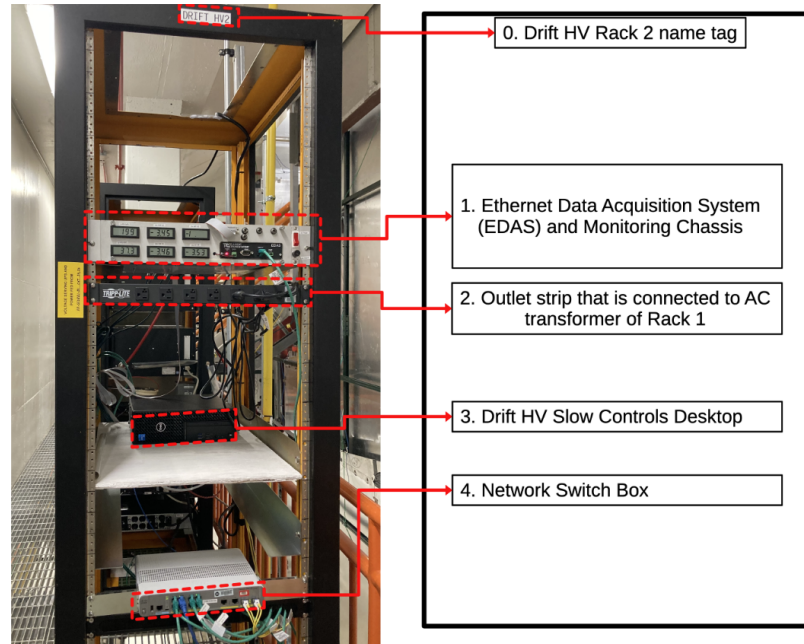 DRIFT HV2
0. Drift HV Rack 2 name tag
1. Ethernet Data Acquisition System
(EDAS) and Monitoring Chassis
TRIPP·LITE
2. Outlet strip that is connected to AC
transformer of Rack 1
3. Drift HV Slow Controls Desktop
4. Network Switch Box